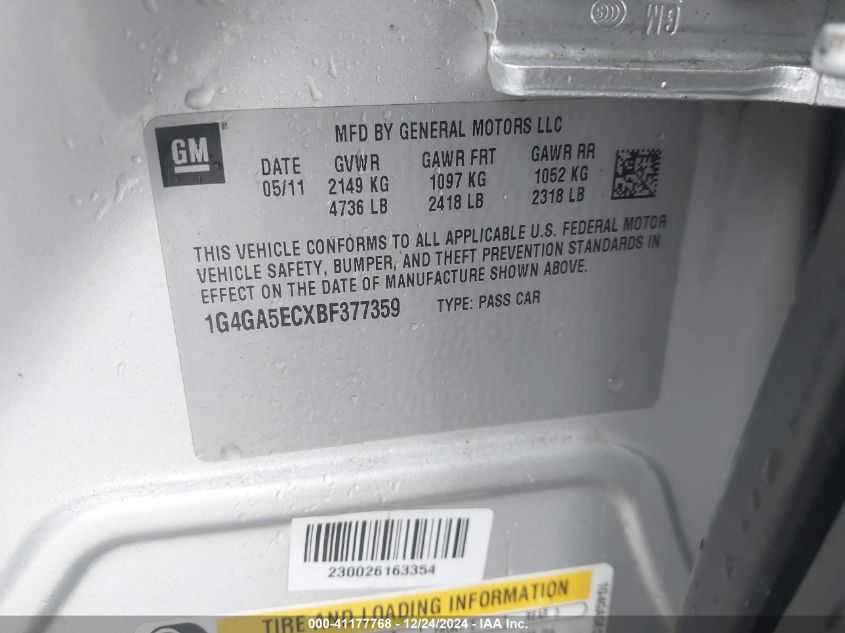 GM
GM
MFD BY GENERAL MOTORS LLC
DATE GVWR GAWR FRT GAWR RR
05/11 2149 KG 1097 KG 1052 KG
4736 LB 2418 LB 2318 LB
THIS VEHICLE CONFORMS TO ALL APPLICABLE U.S. FEDERAL MOTOR
VEHICLE SAFETY, BUMPER, AND THEFT PREVENTION STANDARDS IN
EFFECT ON THE DATE OF MANUFACTURE SHOWN ABOVE.
1G4GA5ECXBF377359 TYPE: PASS CAR
230026163354
TIRE AND LOADING INFORMATION
000-41177768 - 12/24/2024 - IAA Inc.